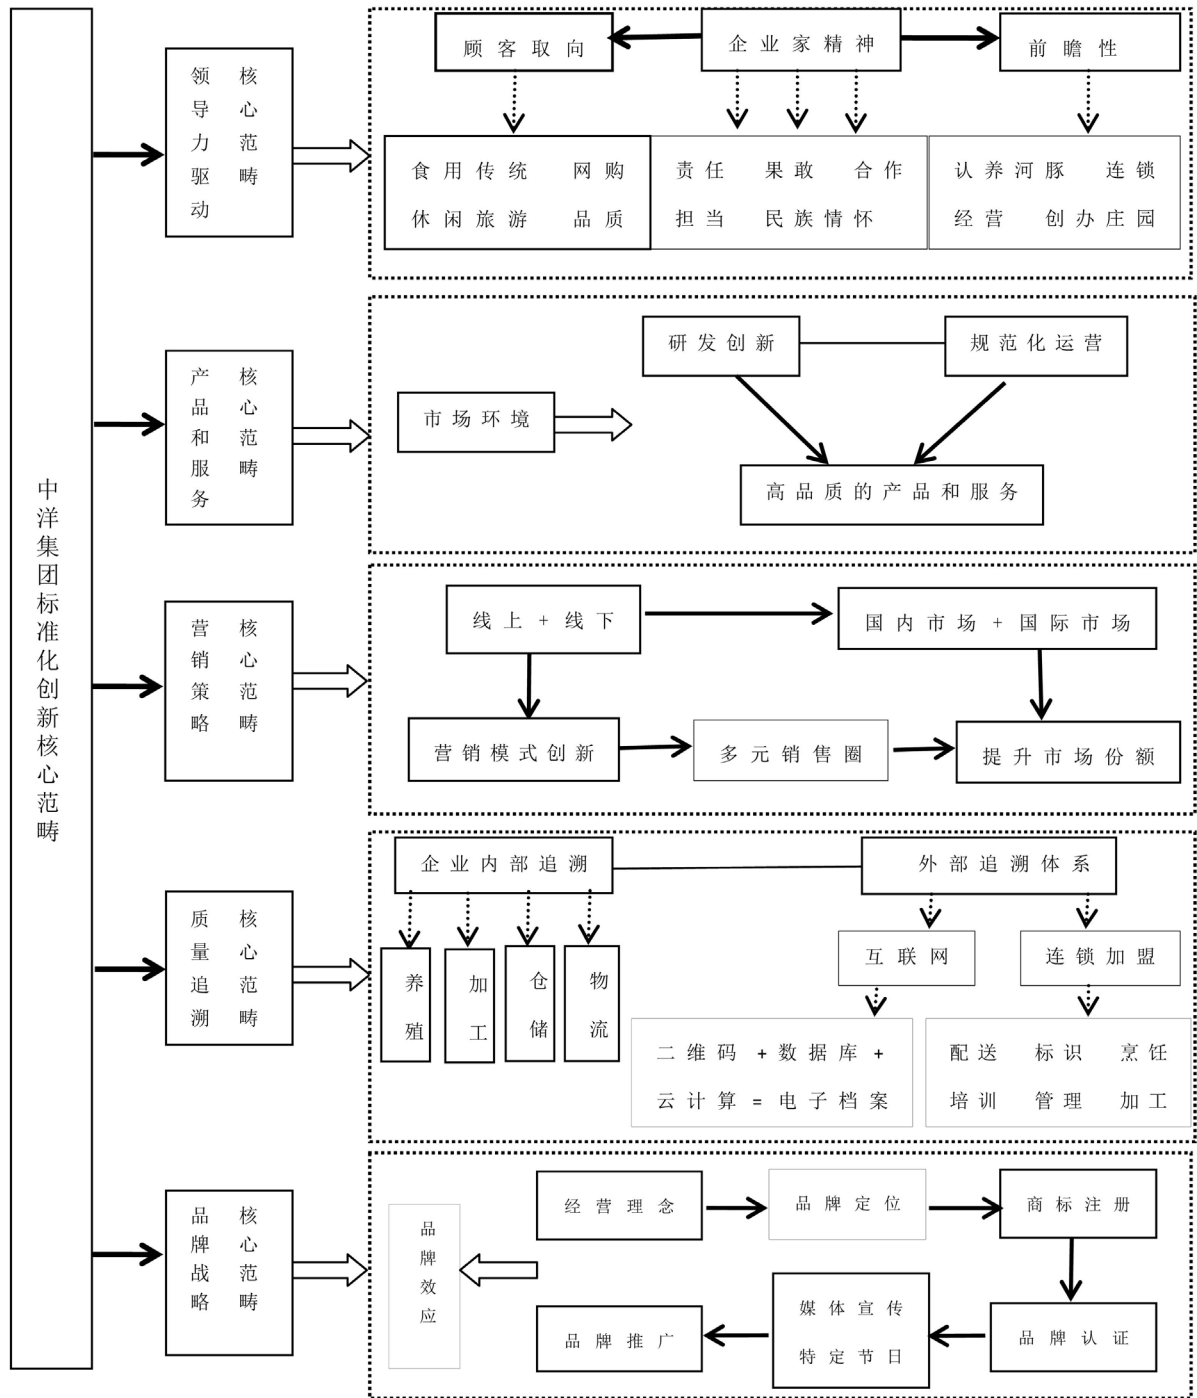 中洋集团标准化创新核心范畴
领导力驱动
核心范畴
顾客取向
企业家精神
前瞻性
食用传统 网购
休闲旅游 品质
责任 果敢 合作
担当 民族情怀
认养河豚 连锁
经营 创办庄园
产品和服务
核心范畴
市场环境
研发创新
规范化运营
高品质的产品和服务
营销策略
核心范畴
线上+线下
国内市场+国际市场
营销模式创新
多元销售圈
提升市场份额
质量追溯
核心范畴
企业内部追溯
外部追溯体系
养殖
加工
仓储
物流
互联网
连锁加盟
二维码+数据库+
云计算=电子档案
配送 标识 烹饪
培训 管理 加工
品牌战略
核心范畴
品牌效应
经营理念
品牌定位
商标注册
品牌推广
媒体宣传
特定节日
品牌认证